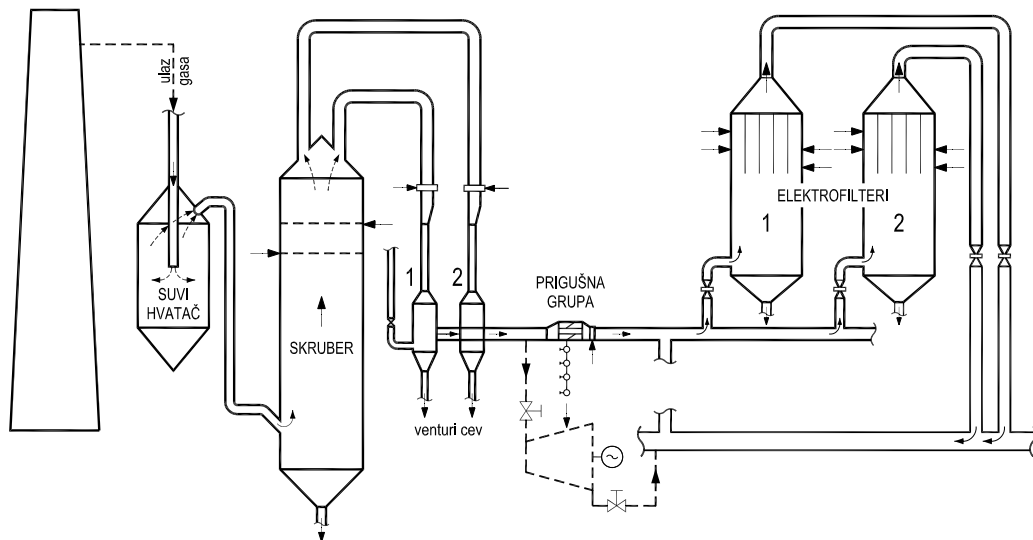 ulaz
gasa
SUVI
HVATAČ
SKRUBER
1
2
venturi cev
PRIGUŠNA
GRUPA
ELEKTROFILTERI
1
2